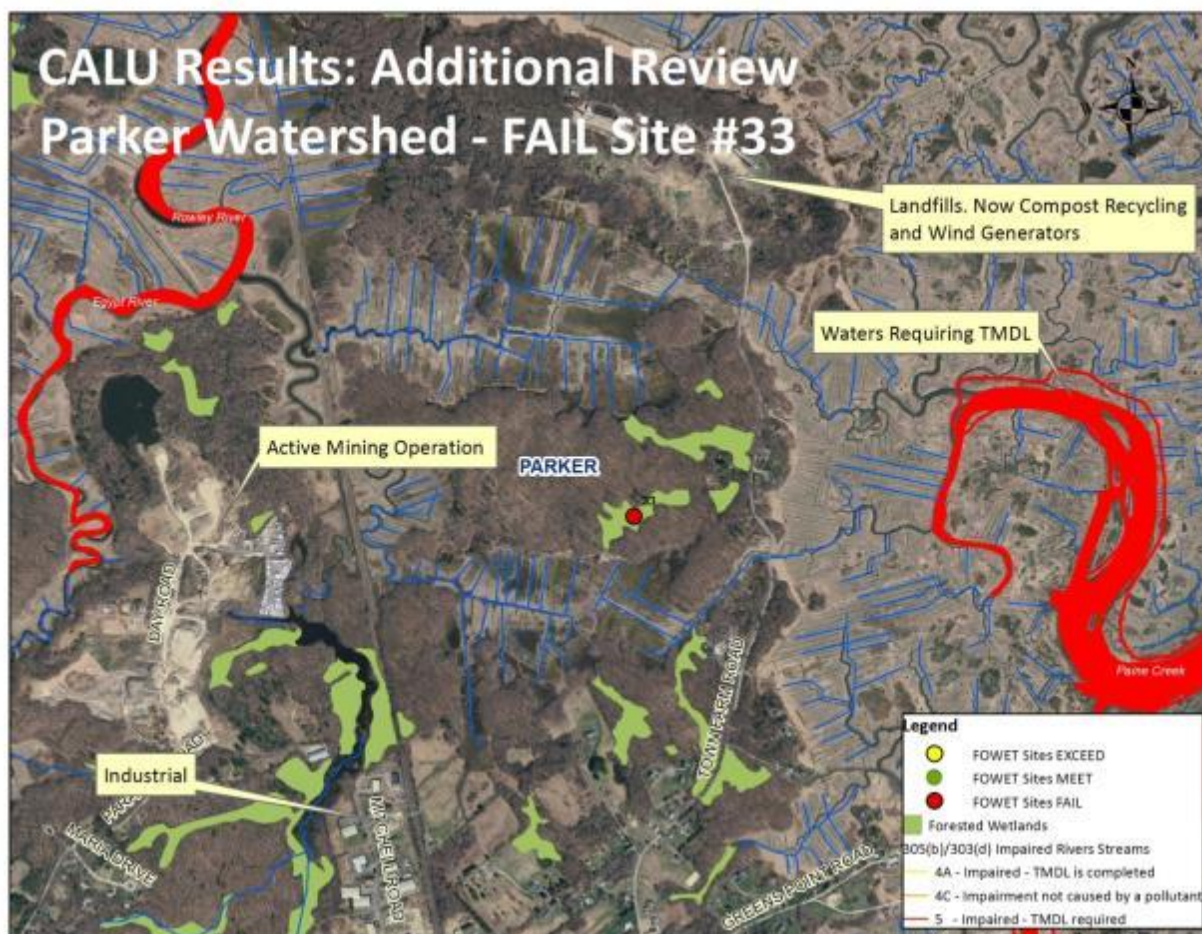 CALU Results: Additional Review
Parker Watershed - FAIL Site #33
N
Landfills. Now Compost Recycling
and Wind Generators
Rowley River
Egypt River
Waters Requiring TMDL
Active Mining Operation
PARKER
33
DAY ROAD
TOWN FARM ROAD
Paine Creek
Industrial
MARIA DRIVE
MITCHELL ROAD
GREENS POINT ROAD
Legend
FOWET Sites EXCEED
FOWET Sites MEET
FOWET Sites FAIL
Forested Wetlands
305(b)/303(d) Impaired Rivers Streams
4A - Impaired - TMDL is completed
4C - Impairment not caused by a pollutant
5 - Impaired - TMDL required